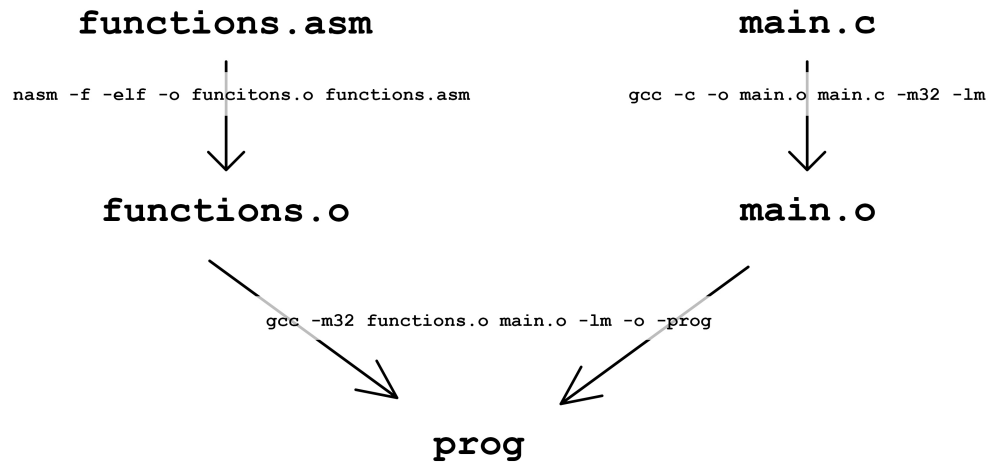 functions.asm
main.c
nasm -f -elf -o funcitons.o functions.asm
gcc -c -o main.o main.c -m32 -lm
functions.o
main.o
gcc -m32 functions.o main.o -lm -o -prog
prog